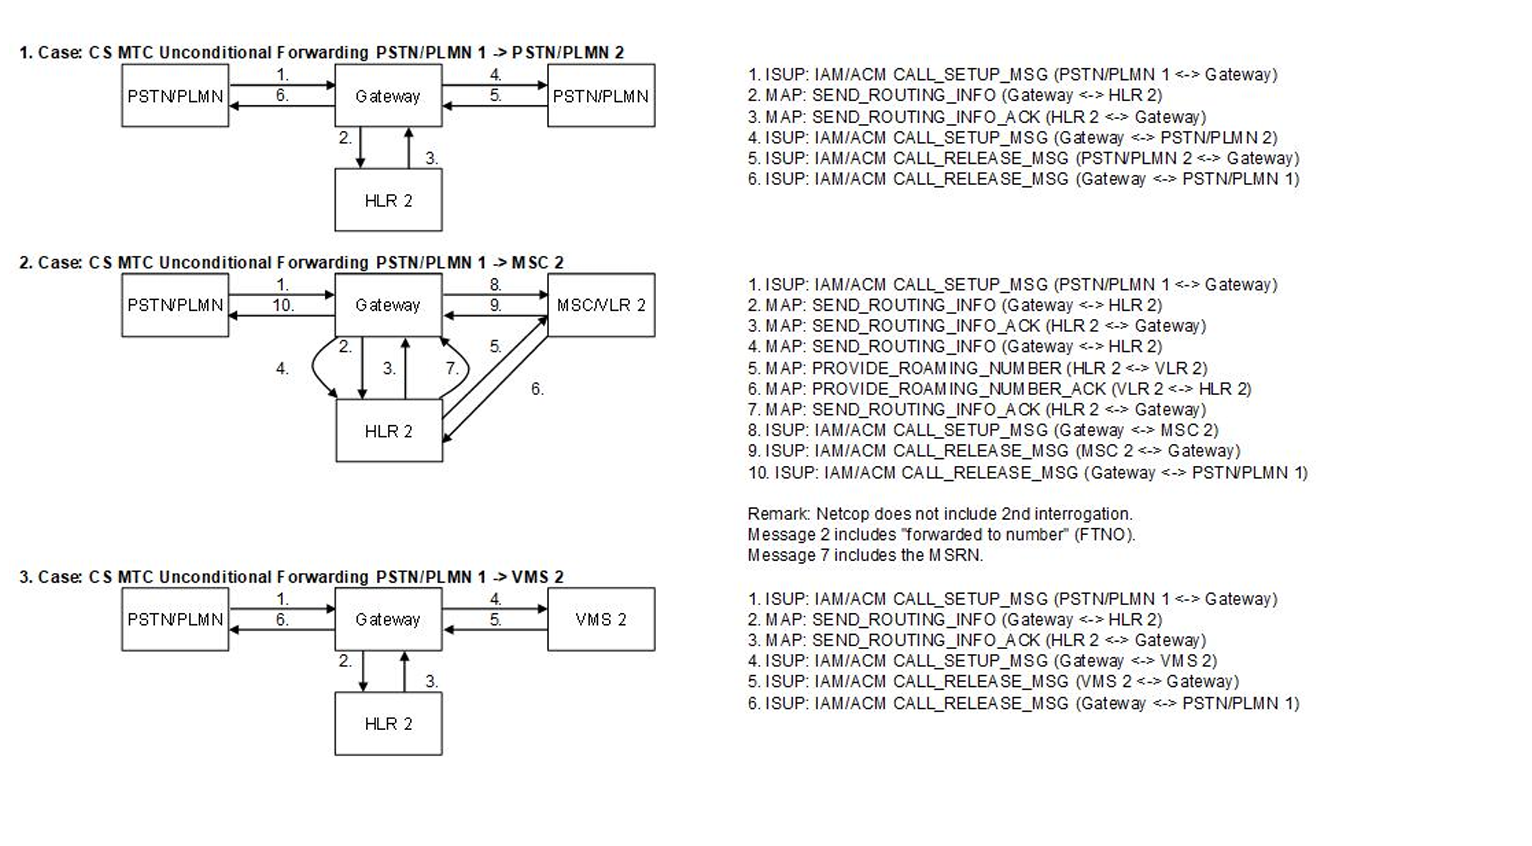 1. Case: CS MTC Unconditional Forwarding PSTN/PLMN 1 -> PSTN/PLMN 2
PSTN/PLMN
1.
6.
Gateway
4.
5.
PSTN/PLMN
2.
3.
HLR 2
1. ISUP: IAM/ACM CALL_SETUP_MSG (PSTN/PLMN 1 <-> Gateway)
2. MAP: SEND_ROUTING_INFO (Gateway <-> HLR 2)
3. MAP: SEND_ROUTING_INFO_ACK (HLR 2 <-> Gateway)
4. ISUP: IAM/ACM CALL_SETUP_MSG (Gateway <-> PSTN/PLMN 2)
5. ISUP: IAM/ACM CALL_RELEASE_MSG (PSTN/PLMN 2 <-> Gateway)
6. ISUP: IAM/ACM CALL_RELEASE_MSG (Gateway <-> PSTN/PLMN 1)
2. Case: CS MTC Unconditional Forwarding PSTN/PLMN 1 -> MSC 2
PSTN/PLMN
1.
10.
Gateway
8.
9.
MSC/VLR 2
4.
2.
3.
7.
5.
6.
HLR 2
1. ISUP: IAM/ACM CALL_SETUP_MSG (PSTN/PLMN 1 <-> Gateway)
2. MAP: SEND_ROUTING_INFO (Gateway <-> HLR 2)
3. MAP: SEND_ROUTING_INFO_ACK (HLR 2 <-> Gateway)
4. MAP: SEND_ROUTING_INFO (Gateway <-> HLR 2)
5. MAP: PROVIDE_ROAMING_NUMBER (HLR 2 <-> VLR 2)
6. MAP: PROVIDE_ROAMING_NUMBER_ACK (VLR 2 <-> HLR 2)
7. MAP: SEND_ROUTING_INFO_ACK (HLR 2 <-> Gateway)
8. ISUP: IAM/ACM CALL_SETUP_MSG (Gateway <-> MSC 2)
9. ISUP: IAM/ACM CALL_RELEASE_MSG (MSC 2 <-> Gateway)
10. ISUP: IAM/ACM CALL_RELEASE_MSG (Gateway <-> PSTN/PLMN 1)
Remark: Netcop does not include 2nd interrogation.
Message 2 includes "forwarded to number" (FTNO).
Message 7 includes the MSRN.
3. Case: CS MTC Unconditional Forwarding PSTN/PLMN 1 -> VMS 2
PSTN/PLMN
1.
6.
Gateway
4.
5.
VMS 2
2.
3.
HLR 2
1. ISUP: IAM/ACM CALL_SETUP_MSG (PSTN/PLMN 1 <-> Gateway)
2. MAP: SEND_ROUTING_INFO (Gateway <-> HLR 2)
3. MAP: SEND_ROUTING_INFO_ACK (HLR 2 <-> Gateway)
4. ISUP: IAM/ACM CALL_SETUP_MSG (Gateway <-> VMS 2)
5. ISUP: IAM/ACM CALL_RELEASE_MSG (VMS 2 <-> Gateway)
6. ISUP: IAM/ACM CALL_RELEASE_MSG (Gateway <-> PSTN/PLMN 1)